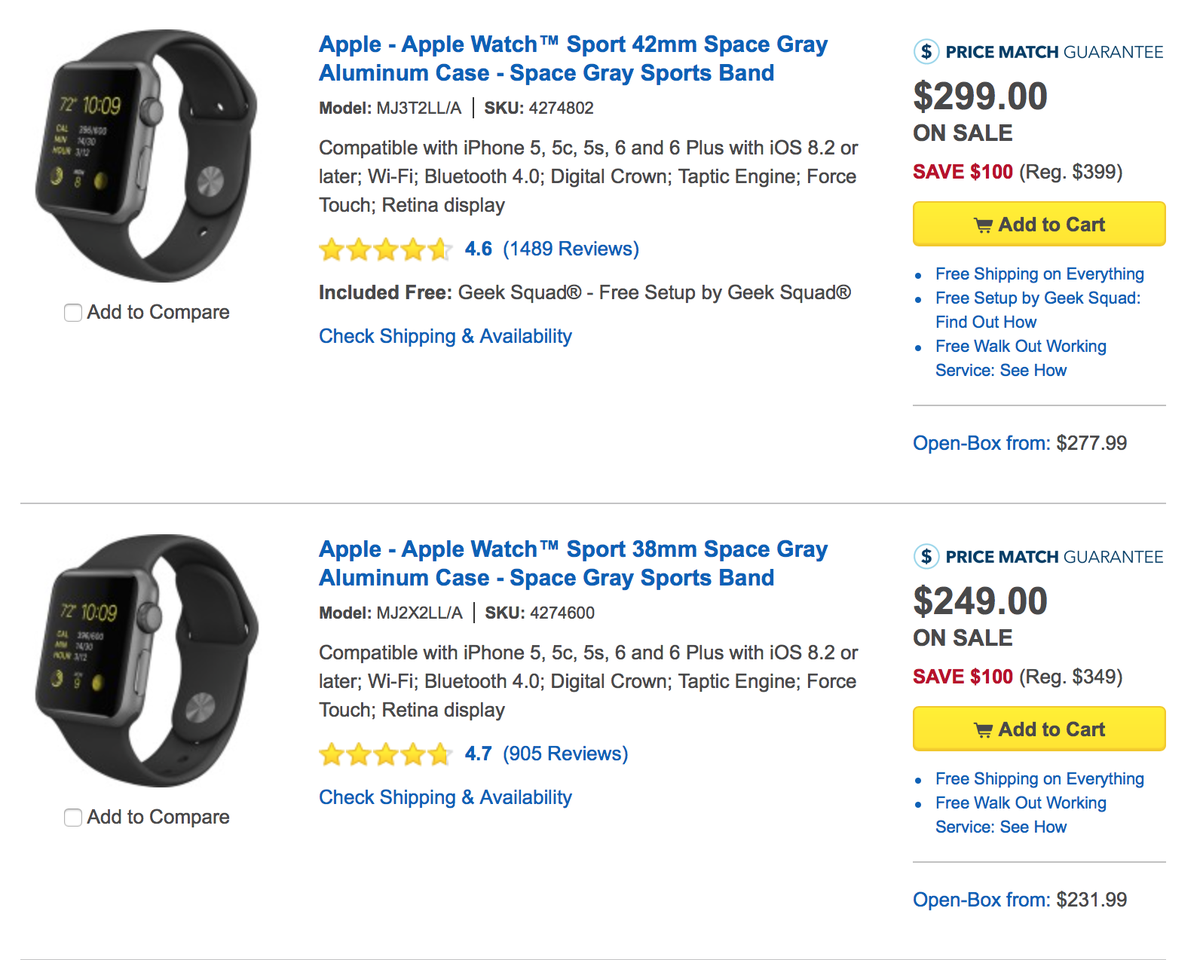 Apple - Apple Watch™ Sport 42mm Space Gray
Aluminum Case - Space Gray Sports Band
Model: MJ3T2LL/A | SKU: 4274802
Compatible with iPhone 5, 5c, 5s, 6 and 6 Plus with iOS 8.2 or
later; Wi-Fi; Bluetooth 4.0; Digital Crown; Taptic Engine; Force
Touch; Retina display
4.6 (1489 Reviews)
Included Free: Geek Squad® - Free Setup by Geek Squad®
Check Shipping & Availability
72° 10:09
CAL 396/600
MIN 14/30
HOUR 3/12
MON
8
Add to Compare
$ PRICE MATCH GUARANTEE
$299.00
ON SALE
SAVE $100 (Reg. $399)
Add to Cart
• Free Shipping on Everything
• Free Setup by Geek Squad:
Find Out How
• Free Walk Out Working
Service: See How
Open-Box from: $277.99
Apple - Apple Watch™ Sport 38mm Space Gray
Aluminum Case - Space Gray Sports Band
Model: MJ2X2LL/A | SKU: 4274600
Compatible with iPhone 5, 5c, 5s, 6 and 6 Plus with iOS 8.2 or
later; Wi-Fi; Bluetooth 4.0; Digital Crown; Taptic Engine; Force
Touch; Retina display
4.7 (905 Reviews)
Check Shipping & Availability
72° 10:09
CAL 396/600
MIN 14/30
HOUR 3/12
9
Add to Compare
$ PRICE MATCH GUARANTEE
$249.00
ON SALE
SAVE $100 (Reg. $349)
Add to Cart
• Free Shipping on Everything
• Free Walk Out Working
Service: See How
Open-Box from: $231.99